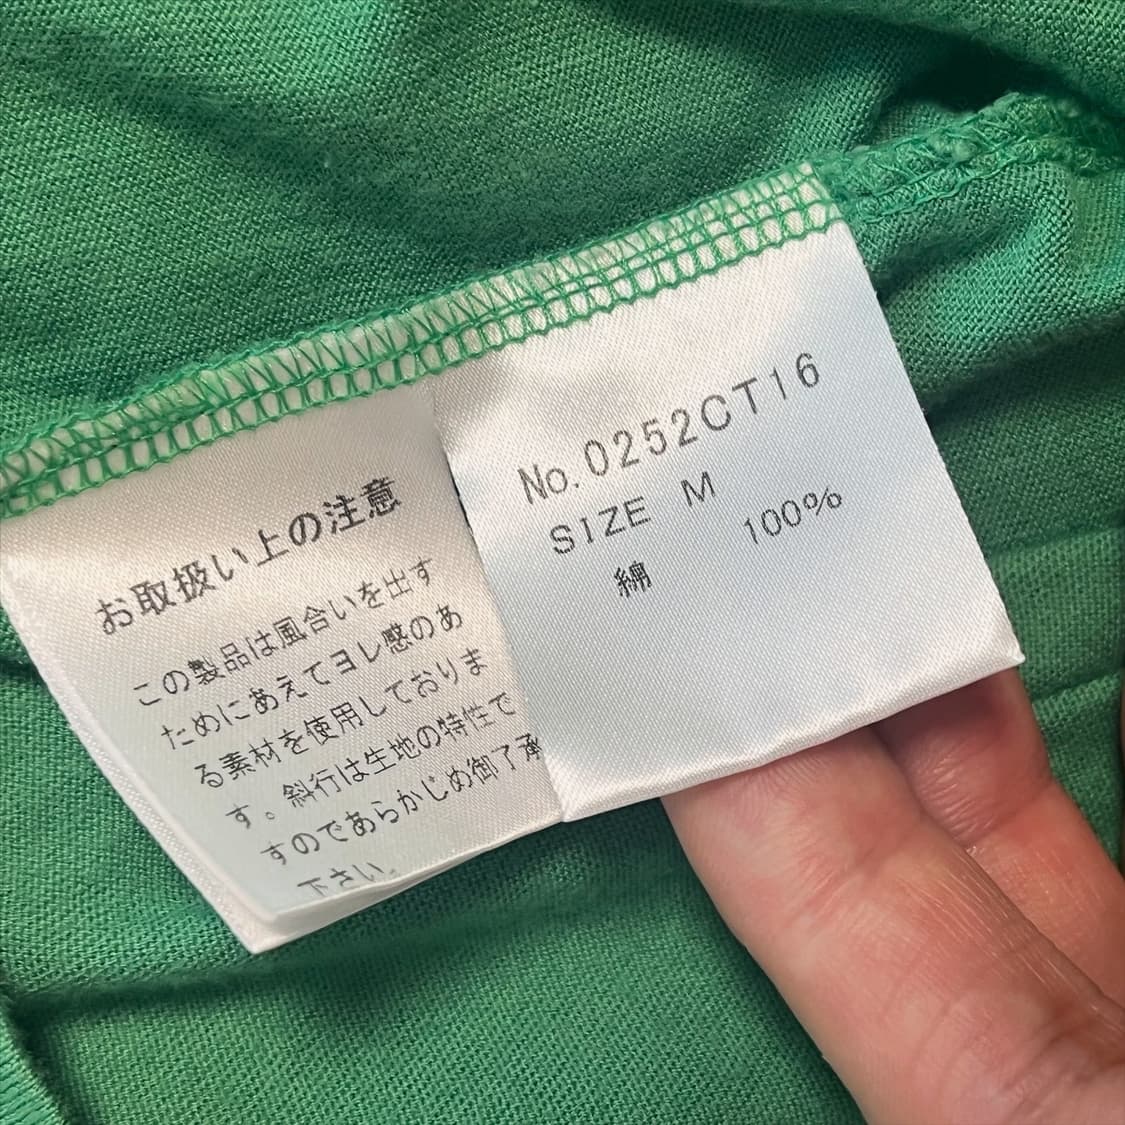 お取扱い上の注意
この製品は風合いを出す
ためにあえてヨレ感のあ
る素材を使用しておりま
す。斜行は生地の特性で
すのであらかじめ御了承
下さい。
No.0252CT16
SIZE M
綿 100%